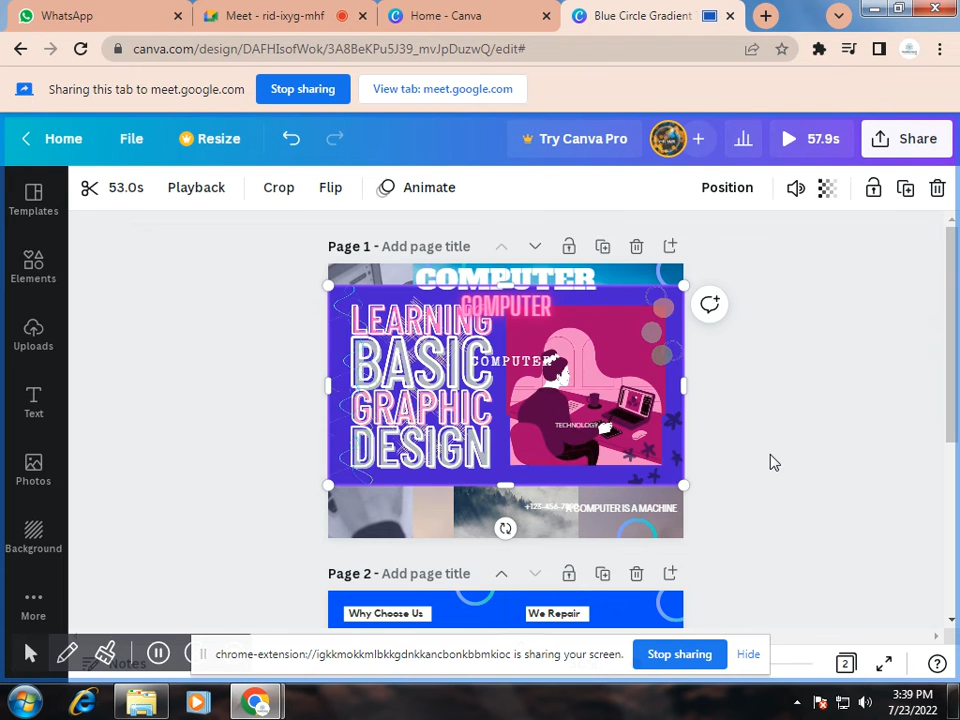 WhatsApp
Meet - rid-ixyg-mhf
Home - Canva
Blue Circle Gradient
canva.com/design/DAFHIsofWok/3A8BeKPu5J39_mvJpDuzwQ/edit#
Sharing this tab to meet.google.com
Stop sharing
View tab: meet.google.com
Home
File
Resize
Try Canva Pro
57.9s
Share
53.0s
Playback
Crop
Flip
Animate
Position
Templates
Elements
Uploads
Text
Photos
Background
More
Page 1 - Add page title
COMPUTER
COMPUTER
LEARNING
BASIC
COMPUTER
GRAPHIC
DESIGN
A COMPUTER IS A MACHINE
Page 2 - Add page title
Why Choose Us
We Repair
Notes
chrome-extension://igkkmokkmlbkkgdnkkancbonkbbmkioc is sharing your screen.
Stop sharing
Hide
2
3:39 PM
7/23/2022